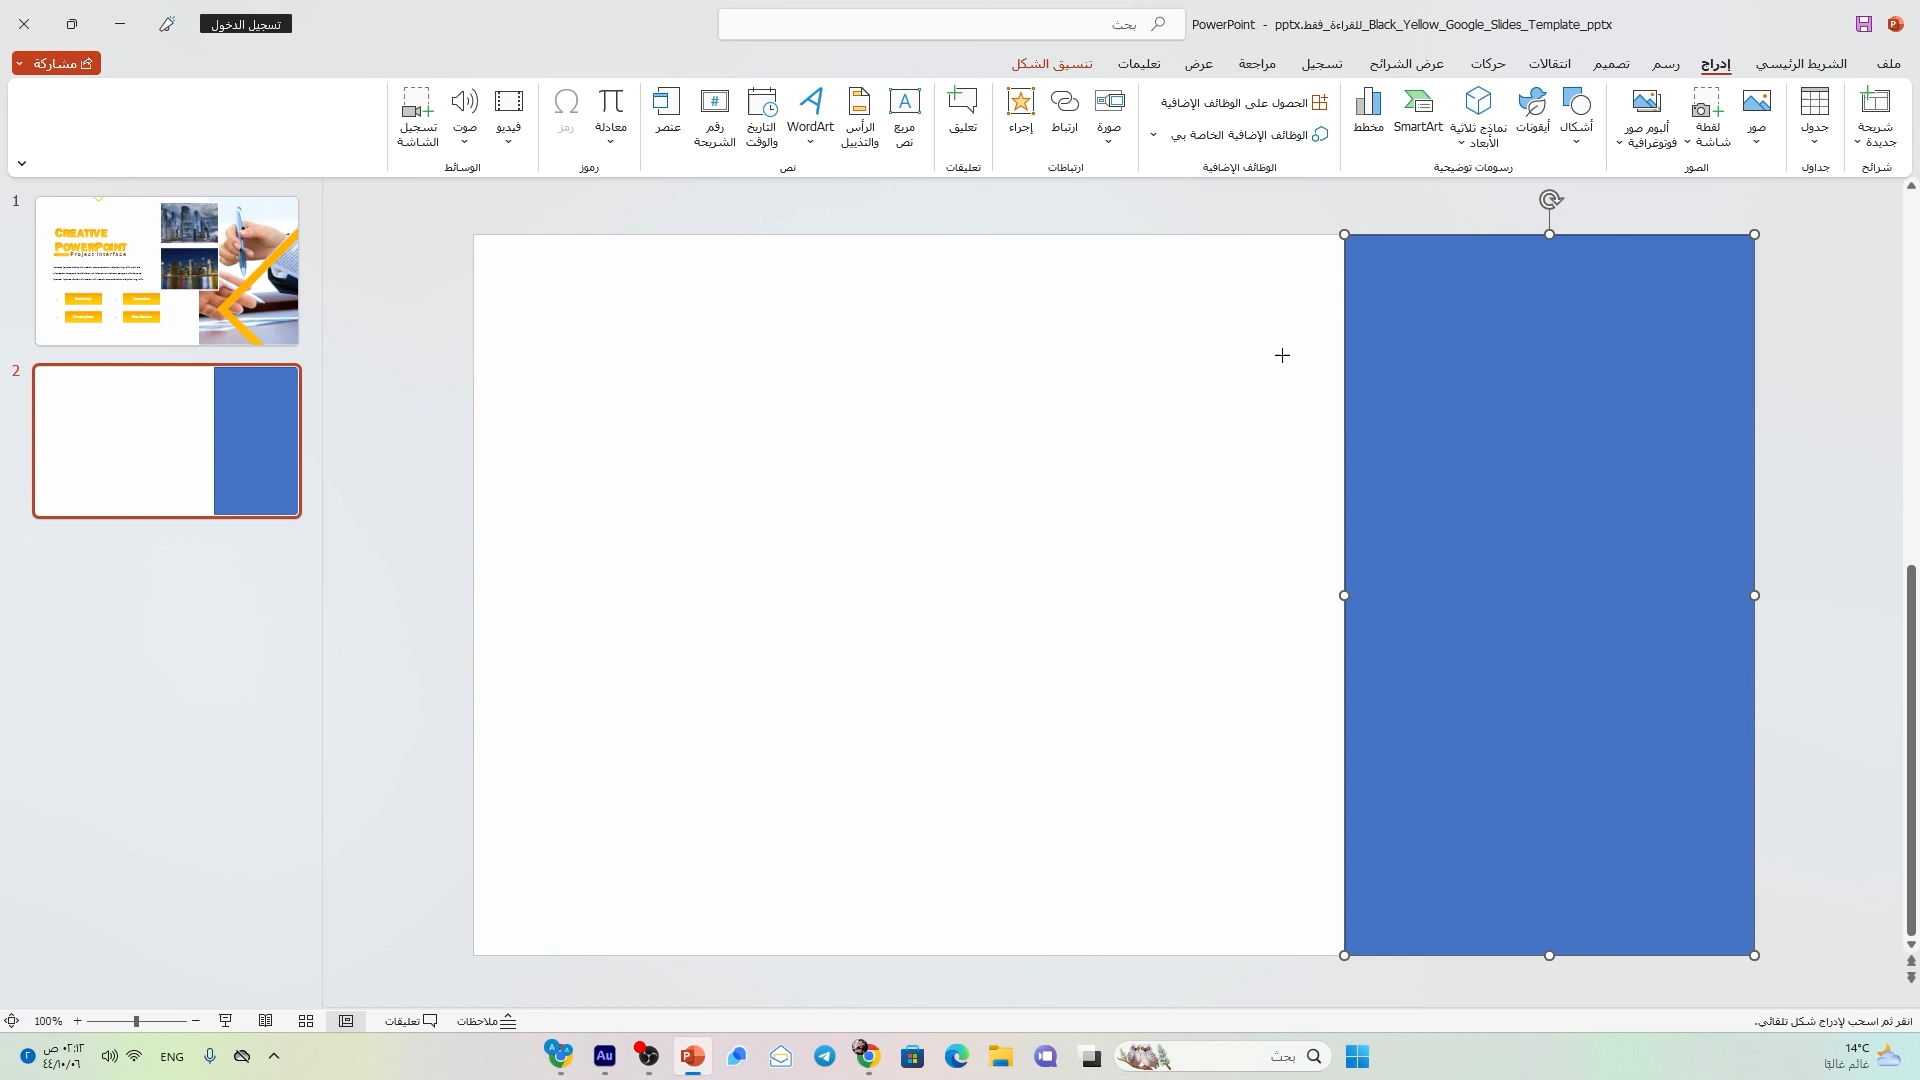 تسجيل الدخول
بحث
PowerPoint - pptx.للقراءة_فقط_Black_Yellow_Google_Slides_Template_pptx
ملف
الشريط الرئيسي
إدراج
رسم
تصميم
انتقالات
حركات
عرض الشرائح
تسجيل
مراجعة
عرض
تعليمات
تنسيق الشكل
مشاركة
شريحة
جديدة
شرائح
جدول
جداول
صور
لقطة
شاشة
ألبوم صور
فوتوغرافية
الصور
أشكال
أيقونات
نماذج ثلاثية
الأبعاد
SmartArt
مخطط
رسومات توضيحية
الحصول على الوظائف الإضافية
الوظائف الإضافية الخاصة بي
الوظائف الإضافية
صورة
ارتباط
إجراء
ارتباطات
تعليق
تعليقات
مربع
نص
الرأس
والتذييل
WordArt
التاريخ
والوقت
رقم
الشريحة
عنصر
نص
معادلة
رمز
رموز
فيديو
صوت
تسجيل
الشاشة
الوسائط
1
CREATIVE
POWERPOINT
Project Interface
2
انقر ثم اسحب لإدراج شكل تلقائي.
ملاحظات
تعليقات
100%
14°C
غائم غالبًا
بحث
ENG
٠٢:١٢ ص
٤٤/١٠/٠٦